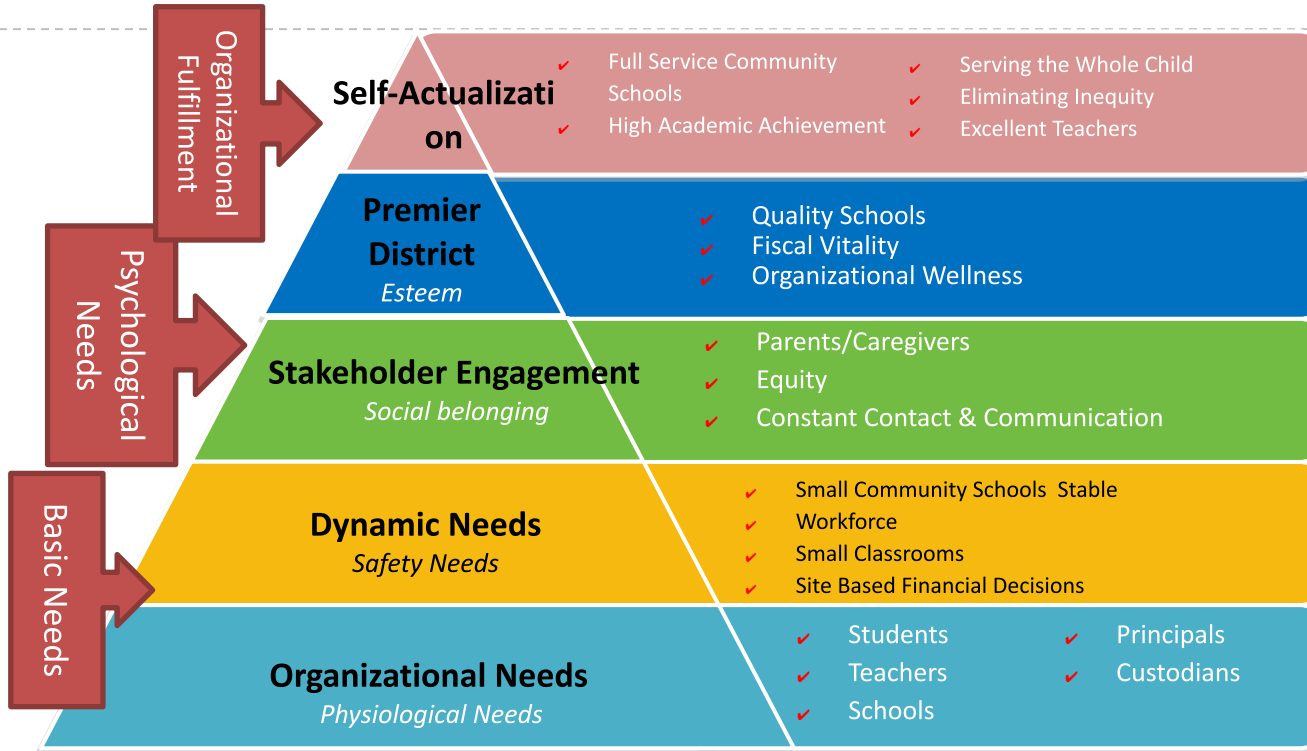 Organizational
Fulfillment
Self-Actualizati
on
✔ Full Service Community
Schools
✔ High Academic Achievement
✔ Serving the Whole Child
✔ Eliminating Inequity
✔ Excellent Teachers
Psychological
Needs
Premier
District
Esteem
✔ Quality Schools
✔ Fiscal Vitality
✔ Organizational Wellness
Stakeholder Engagement
Social belonging
✔ Parents/Caregivers
✔ Equity
✔ Constant Contact & Communication
Basic Needs
Dynamic Needs
Safety Needs
✔ Small Community Schools  Stable
✔ Workforce
✔ Small Classrooms
✔ Site Based Financial Decisions
Organizational Needs
Physiological Needs
✔ Students
✔ Teachers
✔ Schools
✔ Principals
✔ Custodians